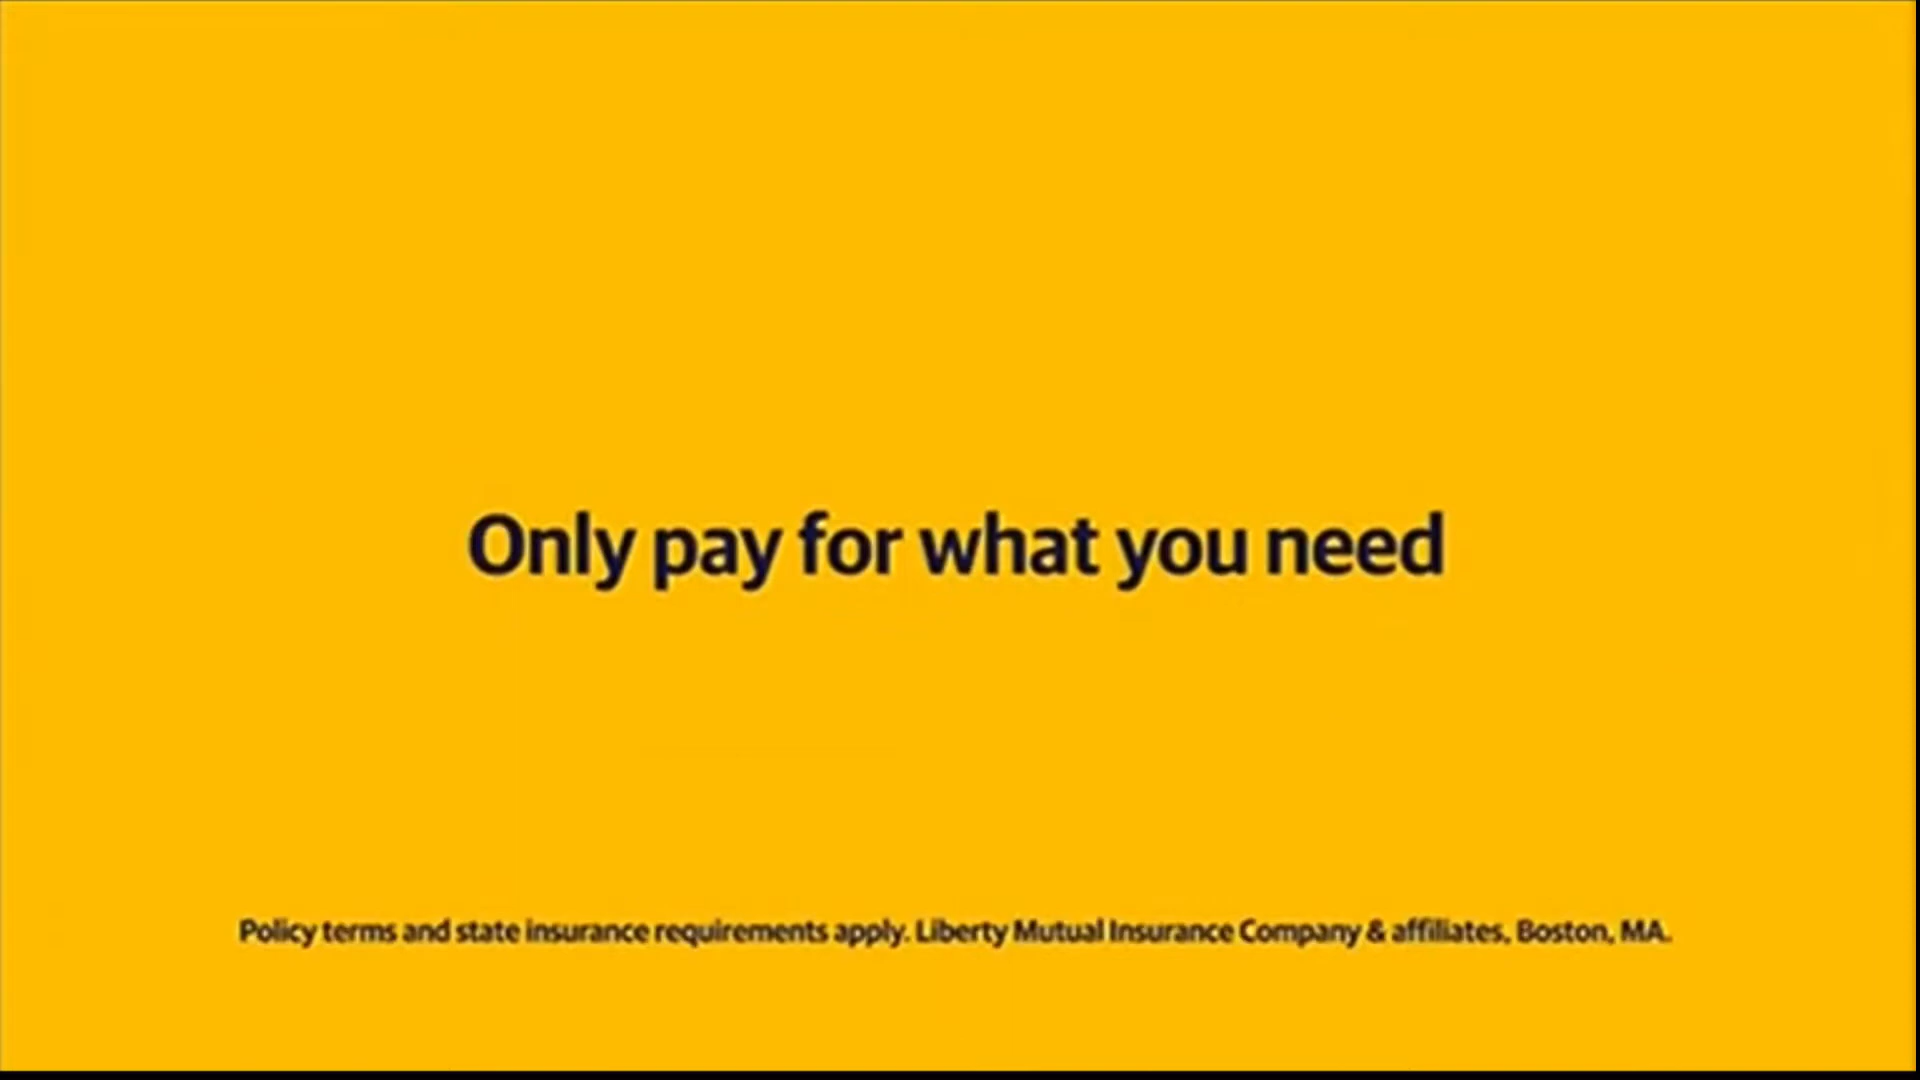 Only pay for what you need
Policy terms and state insurance requirements apply. Liberty Mutual Insurance Company & affiliates, Boston, MA.